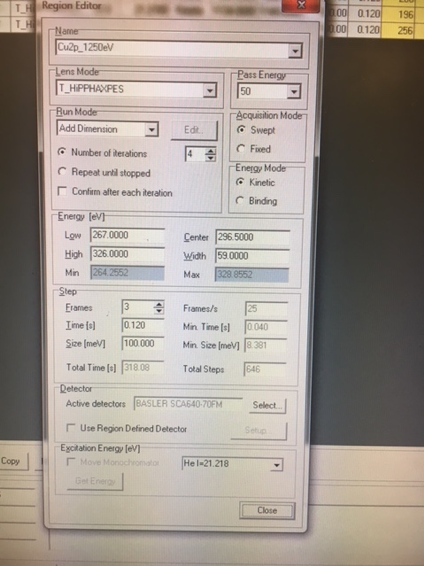 Region Editor
T_H
0.00 0.120 196
T_H
0.00 0.120 256
Name
Cu2p_1250eV
Lens Mode
T_HiPPHAXPES
Pass Energy
50
Run Mode
Add Dimension
Edit...
Number of iterations
4
Repeat until stopped
Confirm after each iteration
Acquisition Mode
Swept
Fixed
Energy Mode
Kinetic
Binding
Energy [eV]
Low 267.0000 Center 296.5000
High 326.0000 Width 59.0000
Min 264.2552 Max 328.8552
Step
Frames 3 Frames/s 25
Time [s] 0.120 Min. Time [s] 0.040
Size [meV] 100.000 Min. Size [meV] 8.381
Total Time [s] 318.08 Total Steps 646
Detector
Active detectors BASLER SCA640-70FM Select...
Use Region Defined Detector Setup...
Excitation Energy [eV]
Move Monochromator He I=21.218
Get Energy
Copy
Close